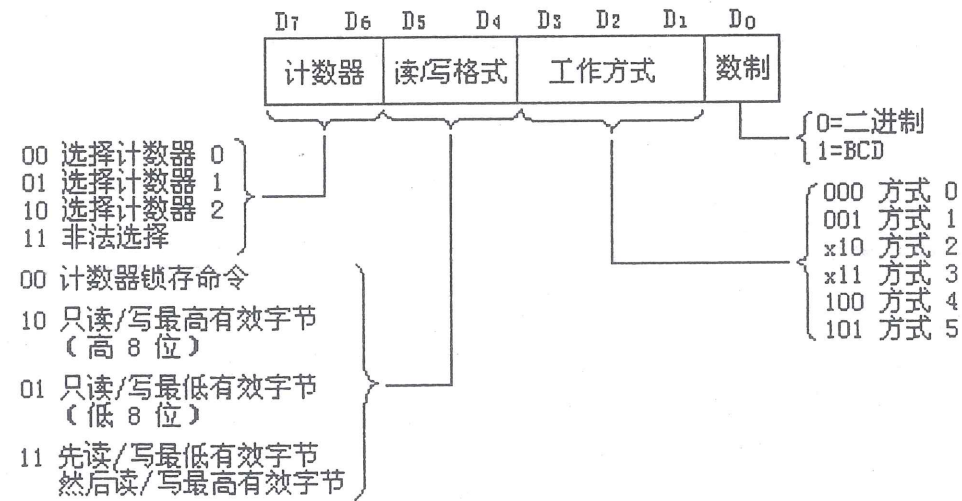 D7 D6 D5 D4 D3 D2 D1 D0
计数器 读/写格式 工作方式 数制
0=二进制
1=BCD
00 选择计数器 0
01 选择计数器 1
10 选择计数器 2
11 非法选择
000 方式 0
001 方式 1
x10 方式 2
x11 方式 3
100 方式 4
101 方式 5
00 计数器锁存命令
10 只读/写最高有效字节
(高 8 位)
01 只读/写最低有效字节
(低 8 位)
11 先读/写最低有效字节
然后读/写最高有效字节